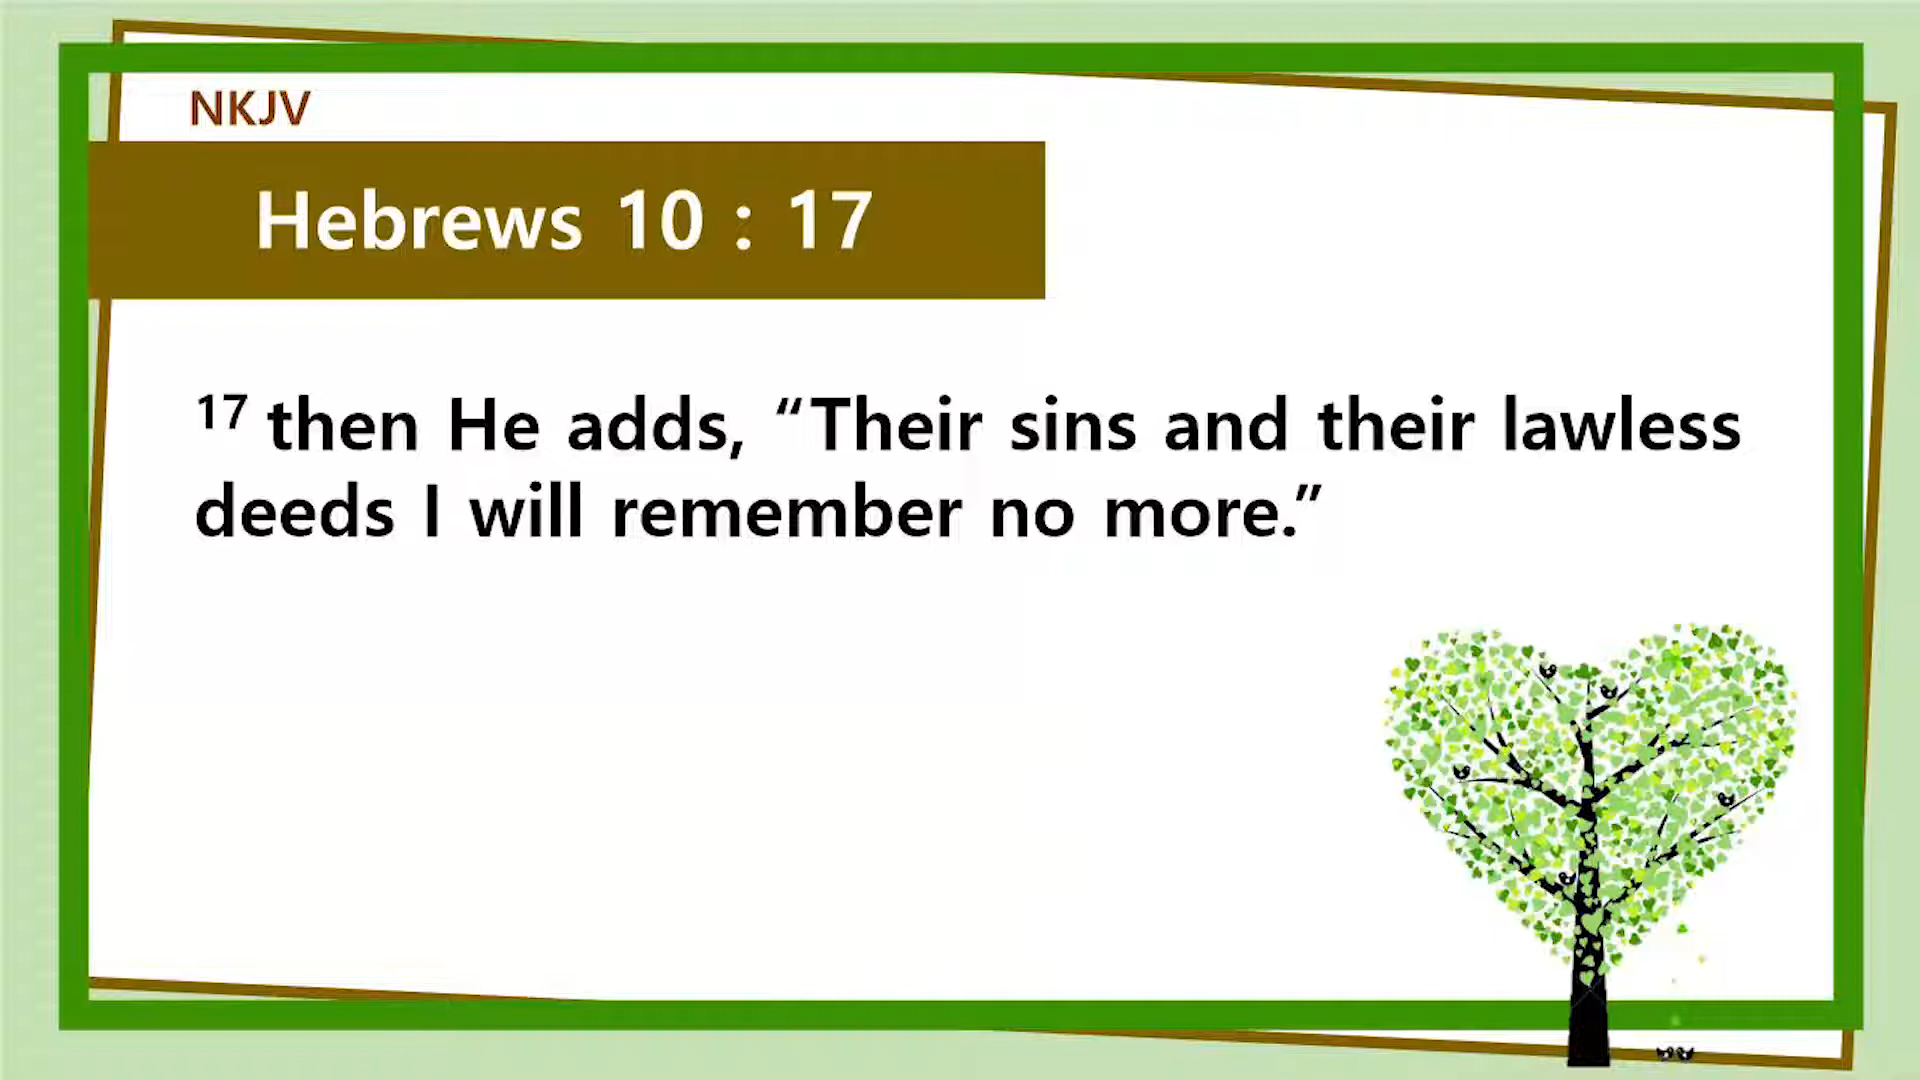 NKJV
Hebrews 10 : 17
17 then He adds, “Their sins and their lawless
deeds I will remember no more.”